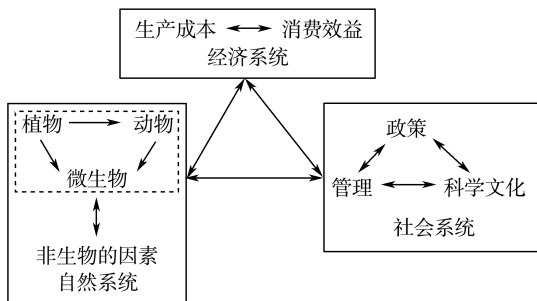 生产成本 消费效益
经济系统
植物 动物
微生物
非生物的因素
自然系统
政策
管理 科学文化
社会系统